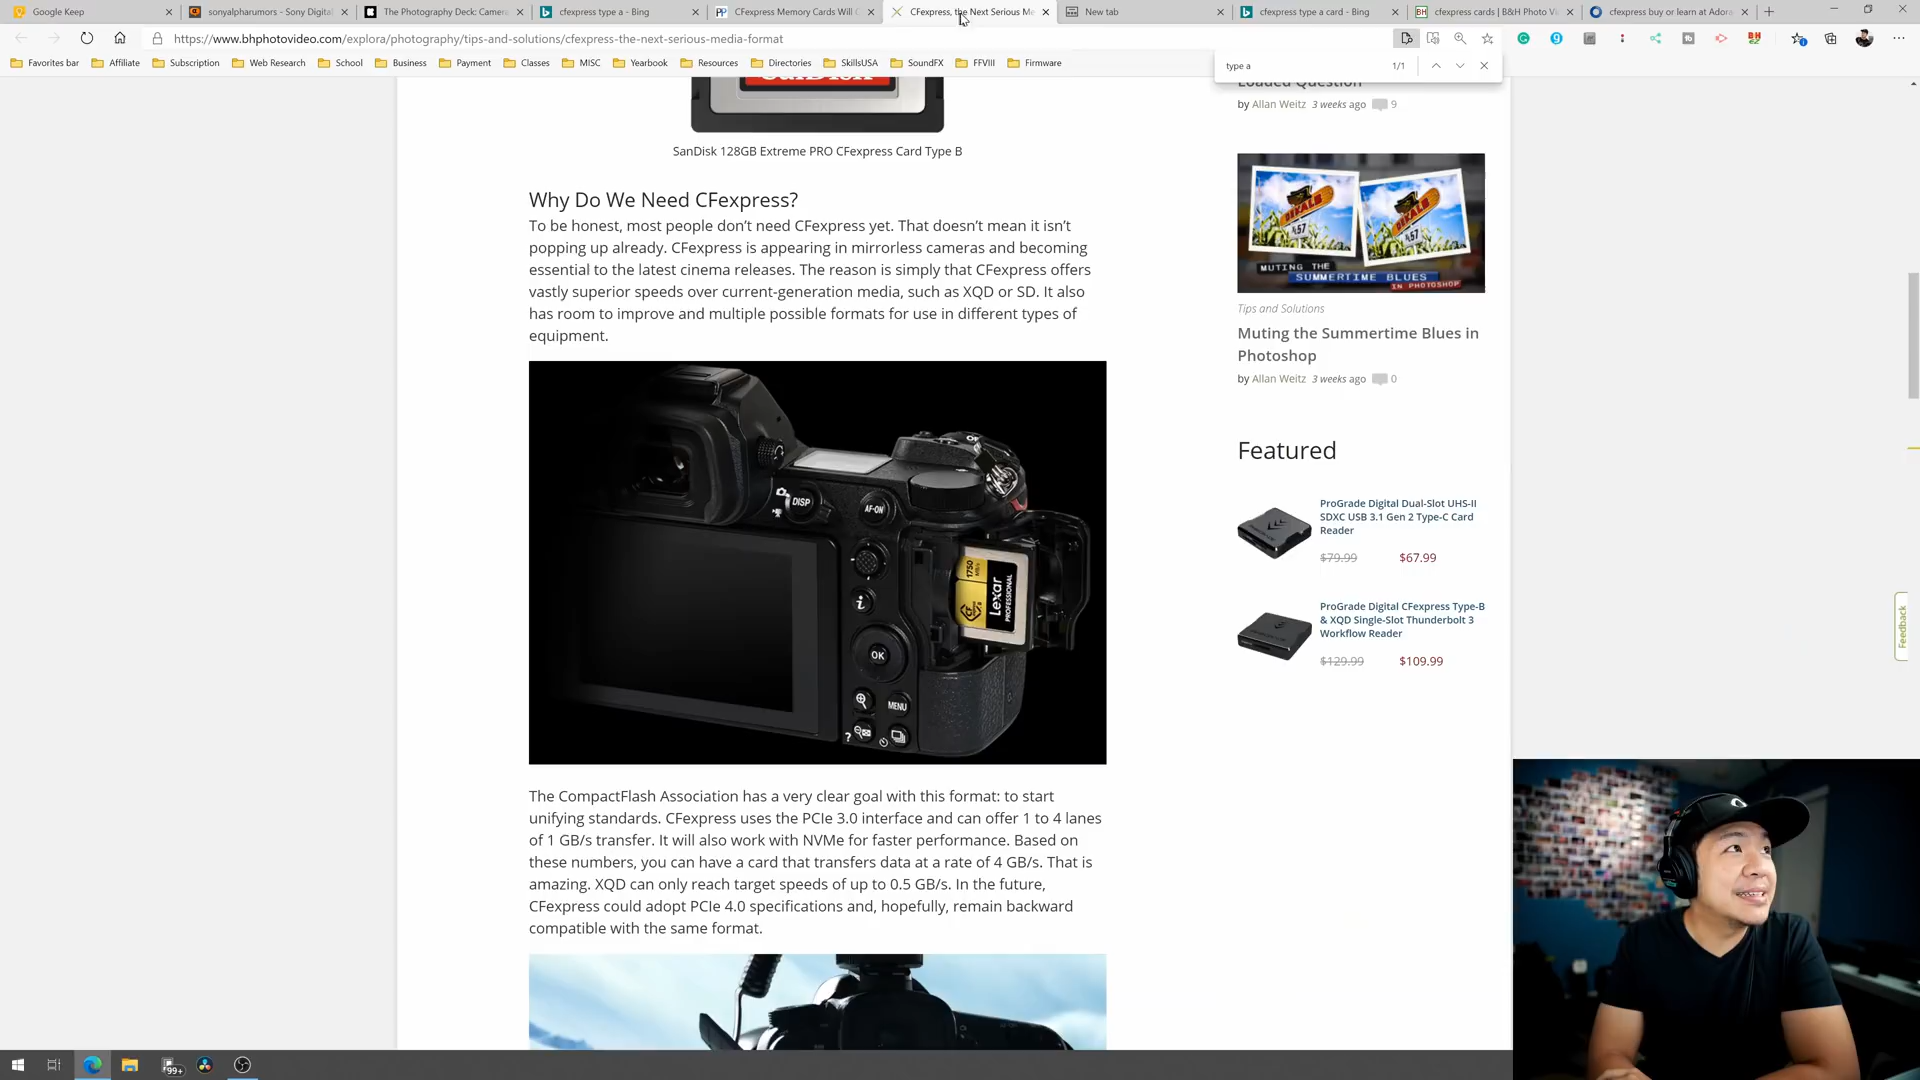 Google Keep
sonyalpharumors - Sony Digita
The Photography Deck: Camera
cfexpress type a - Bing
CFexpress Memory Cards Will C
CFexpress, the Next Serious Me
New tab
cfexpress type a card - Bing
cfexpress cards | B&H Photo Vi
cfexpress buy or learn at Adora
https://www.bhphotovideo.com/explora/photography/tips-and-solutions/cfexpress-the-next-serious-media-format
Favorites bar
Affiliate
Subscription
Web Research
School
Business
Payment
Classes
MISC
Yearbook
Resources
Directories
SkillsUSA
SoundFX
FFVIII
Firmware
type a
1/1
SanDisk 128GB Extreme PRO CFexpress Card Type B
Why Do We Need CFexpress?
To be honest, most people don't need CFexpress yet. That doesn't mean it isn't
popping up already. CFexpress is appearing in mirrorless cameras and becoming
essential to the latest cinema releases. The reason is simply that CFexpress offers
vastly superior speeds over current-generation media, such as XQD or SD. It also
has room to improve and multiple possible formats for use in different types of
equipment.
DISP
AF-ON
1750
Lexar
PROFESSIONAL
i
OK
MENU
?
The CompactFlash Association has a very clear goal with this format: to start
unifying standards. CFexpress uses the PCIe 3.0 interface and can offer 1 to 4 lanes
of 1 GB/s transfer. It will also work with NVMe for faster performance. Based on
these numbers, you can have a card that transfers data at a rate of 4 GB/s. That is
amazing. XQD can only reach target speeds of up to 0.5 GB/s. In the future,
CFexpress could adopt PCIe 4.0 specifications and, hopefully, remain backward
compatible with the same format.
Loaded Question
by Allan Weitz 3 weeks ago 9
DEKALB
57
DEKALB
57
MUTING THE
SUMMERTIME BLUES
IN PHOTOSHOP
Tips and Solutions
Muting the Summertime Blues in
Photoshop
by Allan Weitz 3 weeks ago 0
Featured
ProGrade Digital Dual-Slot UHS-II
SDXC USB 3.1 Gen 2 Type-C Card
Reader
$79.99 $67.99
ProGrade Digital CFexpress Type-B
& XQD Single-Slot Thunderbolt 3
Workflow Reader
$129.99 $109.99
Feedback
99+